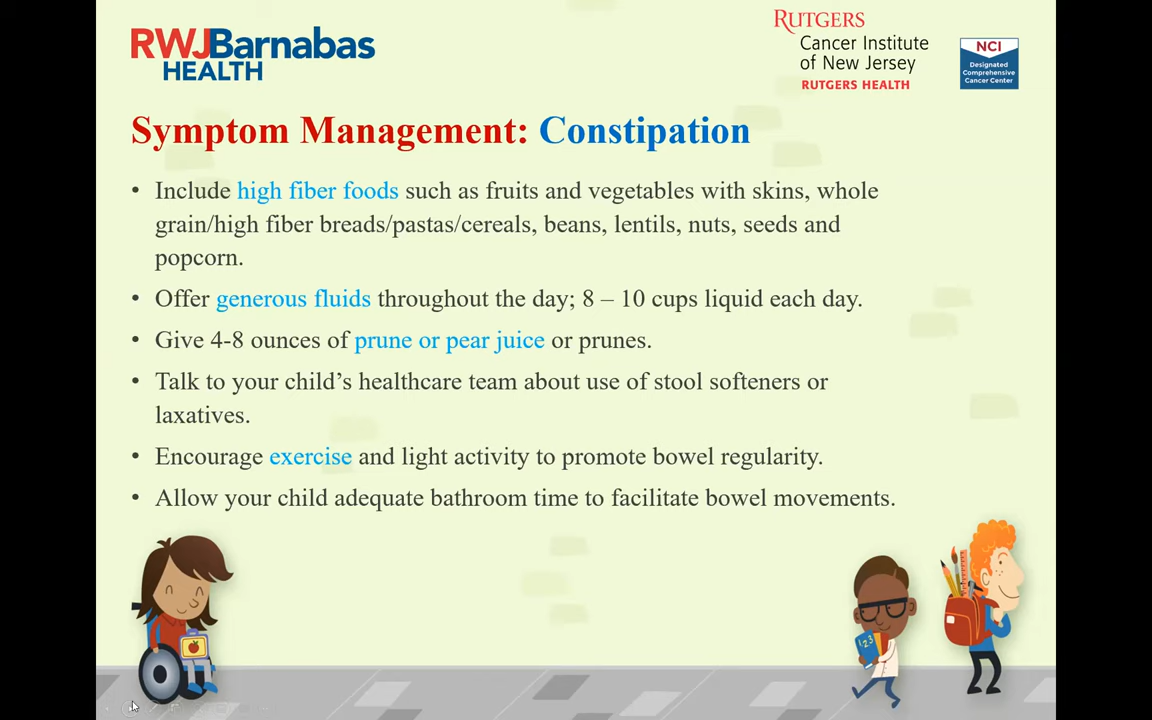 RWJBarnabas
HEALTH
RUTGERS
Cancer Institute
of New Jersey
RUTGERS HEALTH
NCI
Designated
Comprehensive
Cancer Center
Symptom Management: Constipation
• Include high fiber foods such as fruits and vegetables with skins, whole
grain/high fiber breads/pastas/cereals, beans, lentils, nuts, seeds and
popcorn.
• Offer generous fluids throughout the day; 8 – 10 cups liquid each day.
• Give 4-8 ounces of prune or pear juice or prunes.
• Talk to your child’s healthcare team about use of stool softeners or
laxatives.
• Encourage exercise and light activity to promote bowel regularity.
• Allow your child adequate bathroom time to facilitate bowel movements.
123